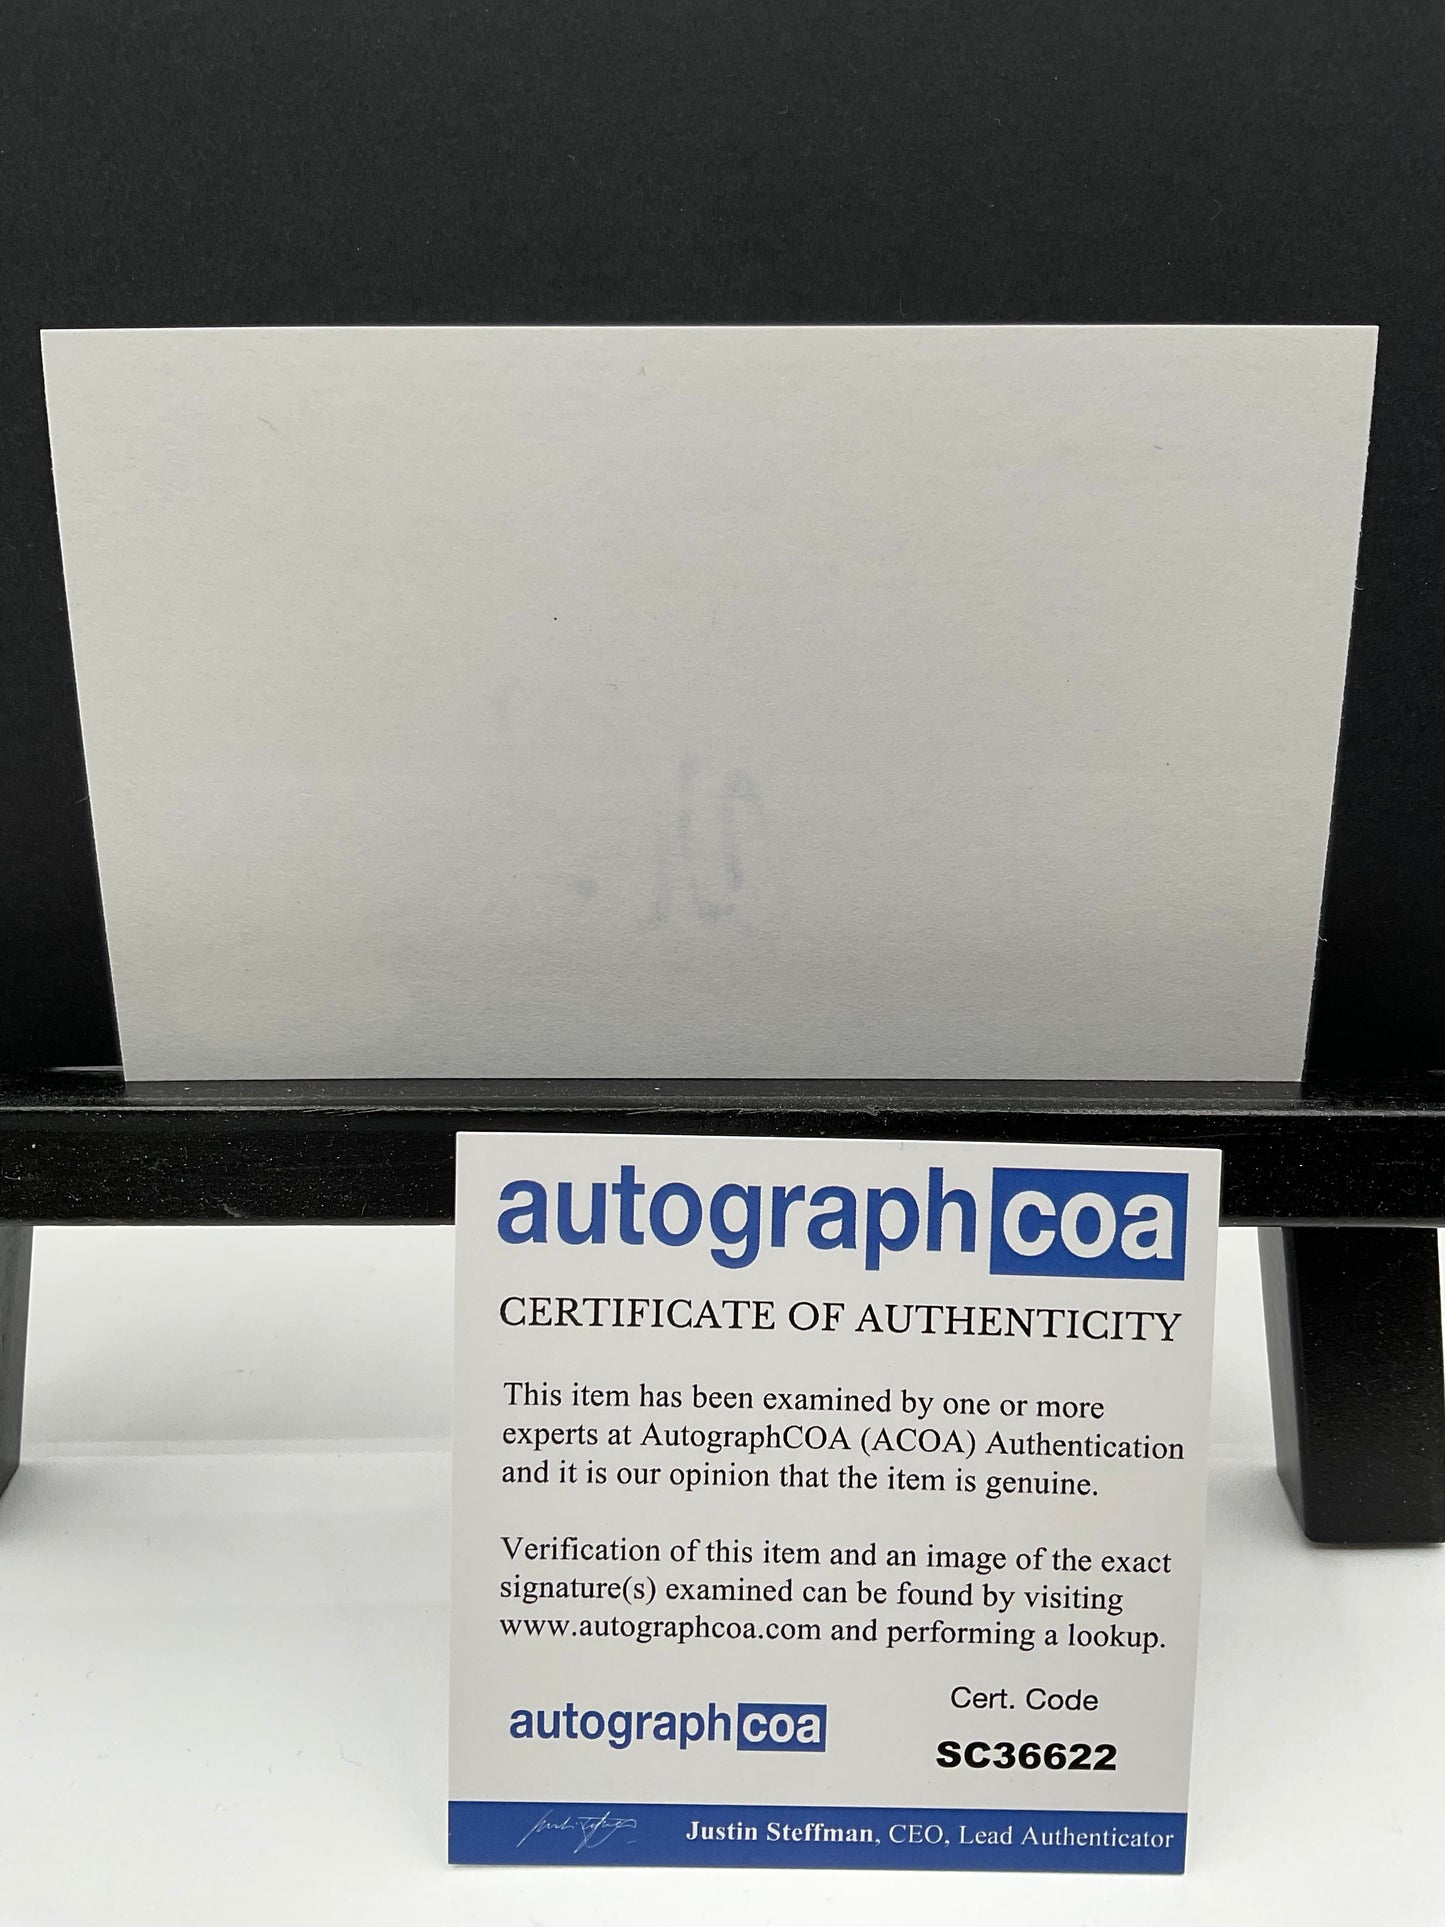 autographcoa
CERTIFICATE OF AUTHENTICITY
This item has been examined by one or more
experts at AutographCOA (ACOA) Authentication
and it is our opinion that the item is genuine.
Verification of this item and an image of the exact
signature(s) examined can be found by visiting
www.autographcoa.com and performing a lookup.
Cert. Code
autographcoa
SC36622
Justin Steffman, CEO, Lead Authenticator